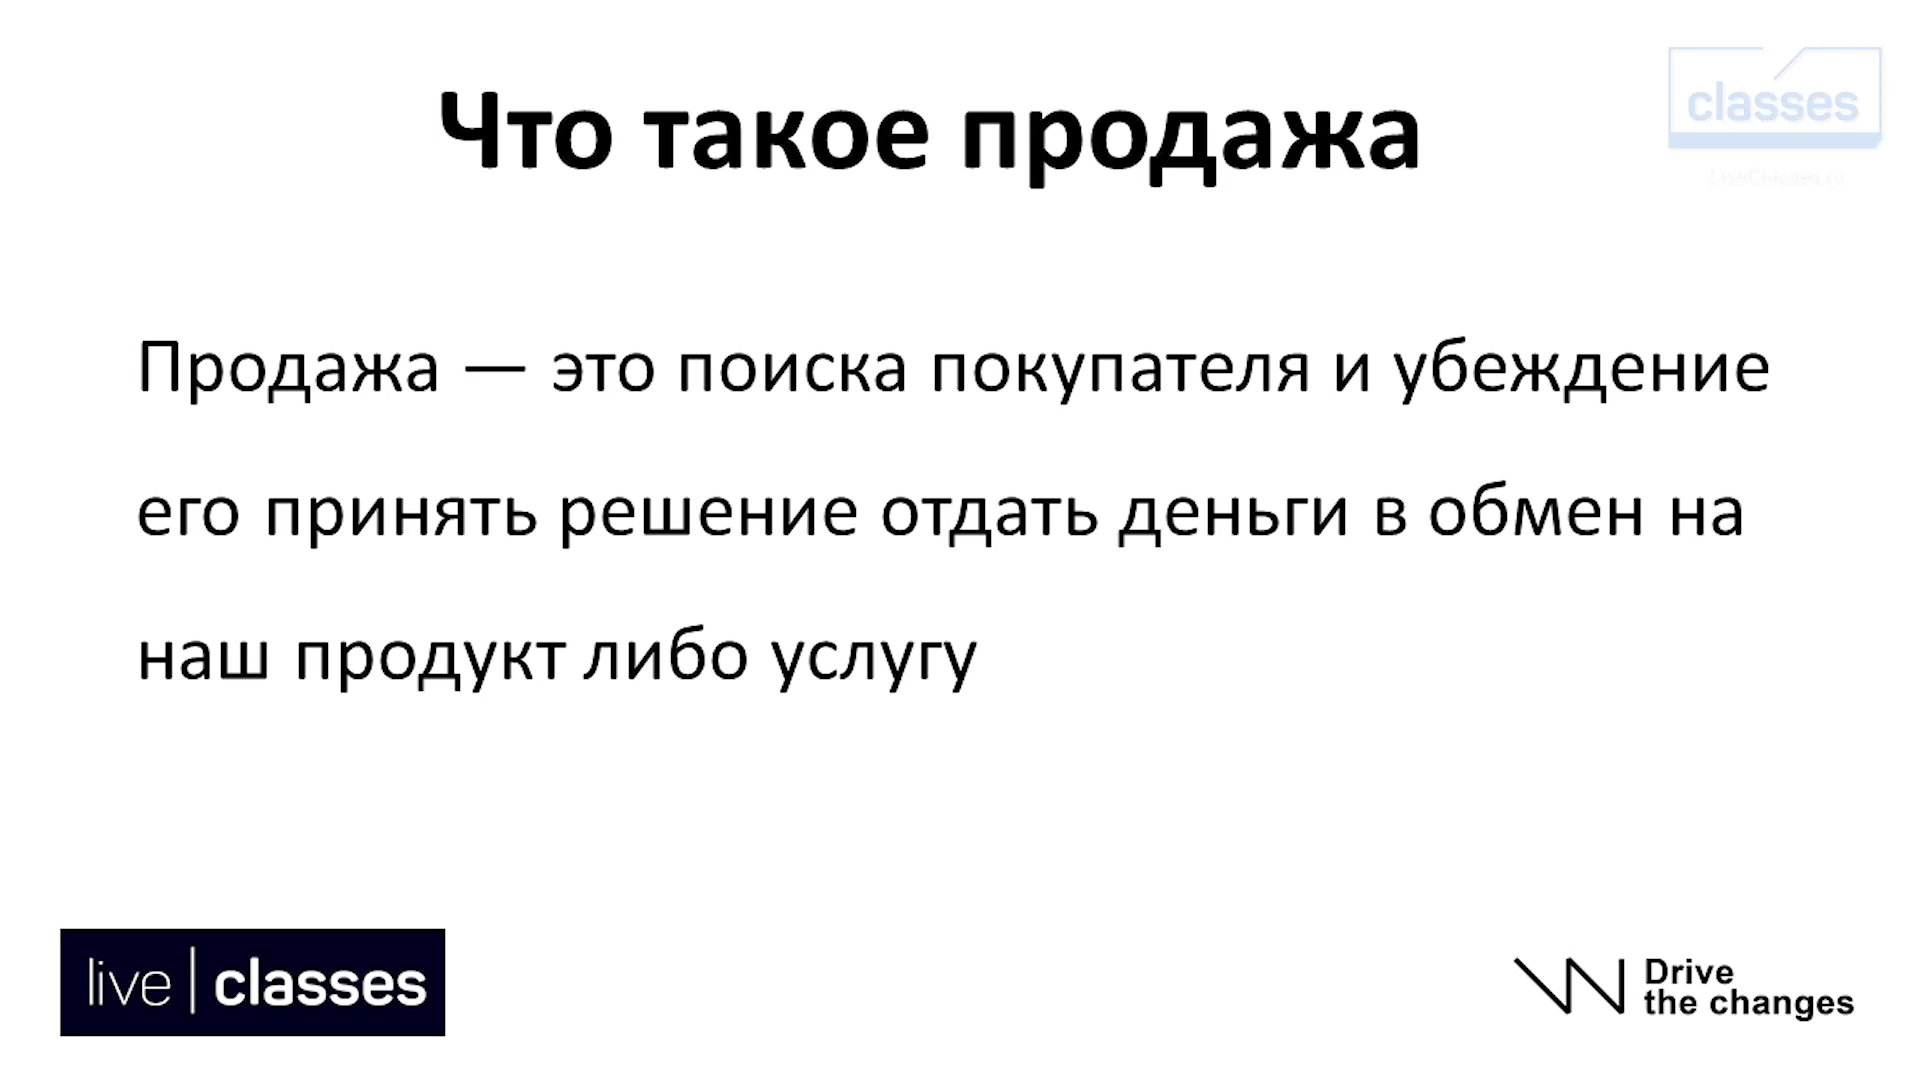 classes
Что такое продажа
Продажа — это поиска покупателя и убеждение
его принять решение отдать деньги в обмен на
наш продукт либо услугу
live | classes
Drive
the changes